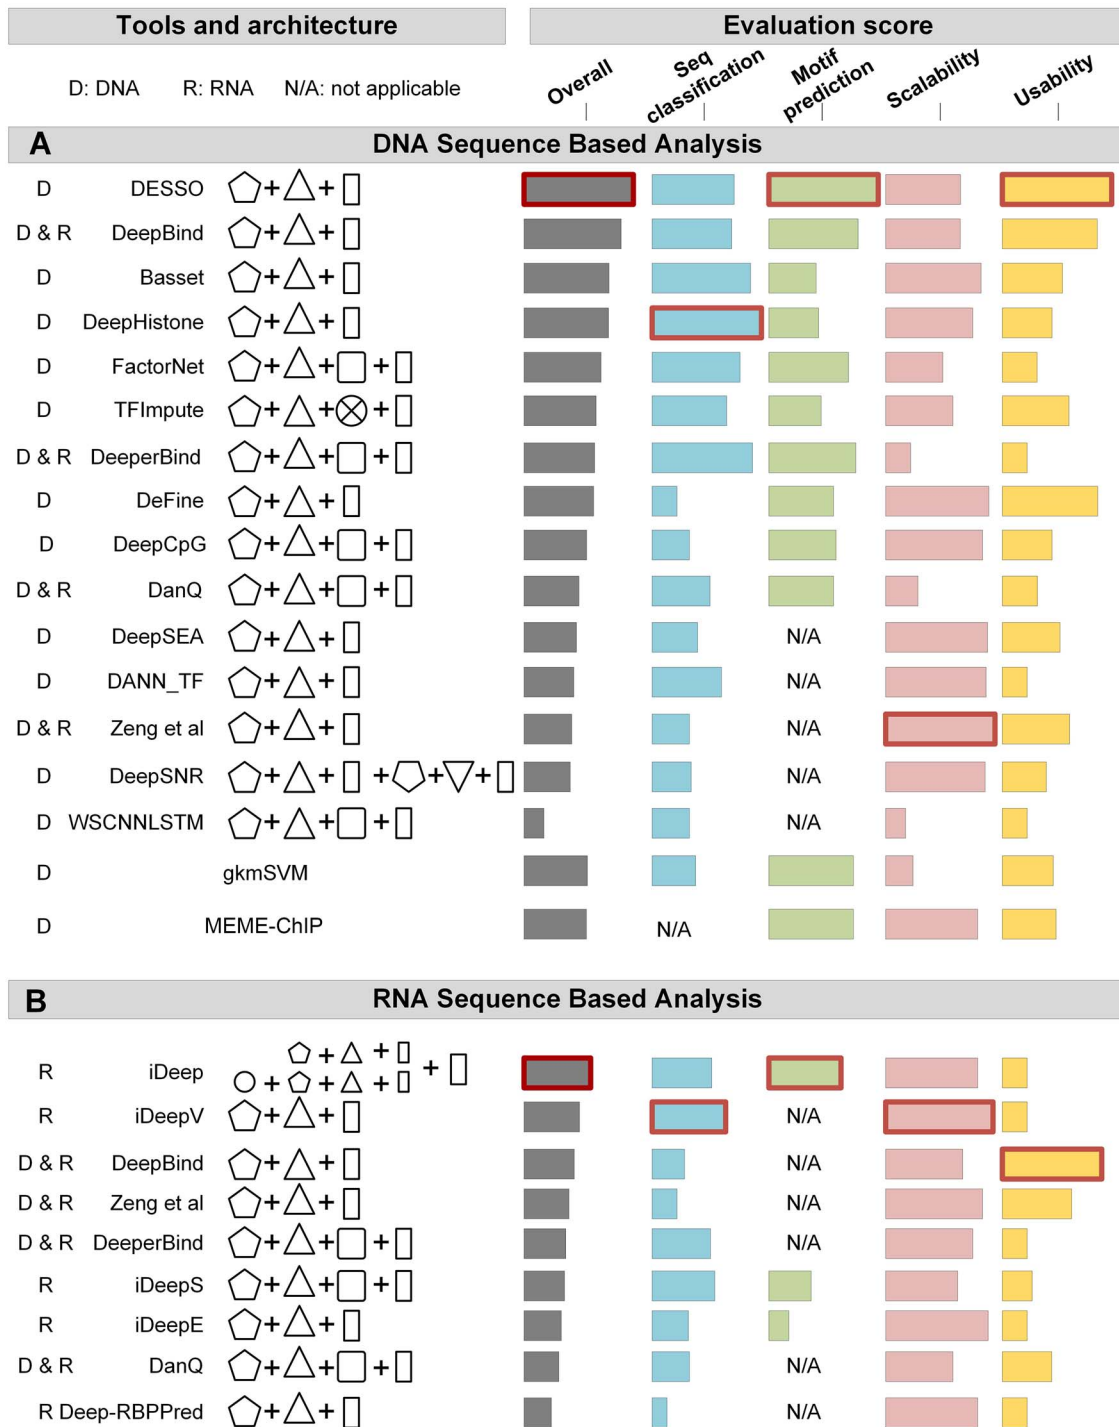 Tools and architecture Evaluation score
D: DNA R: RNA N/A: not applicable
Overall
Seq classification
Motif prediction
Scalability
Usability
A DNA Sequence Based Analysis
D DESSO + +
D & R DeepBind + +
D Basset + +
D DeepHistone + +
D FactorNet + + +
D TFImpute + + +
D & R DeeperBind + + +
D DeFine + +
D DeepCpG + + +
D & R DanQ + + +
D DeepSEA + + N/A
D DANN_TF + + N/A
D & R Zeng et al + + N/A
D DeepSNR + + + + + N/A
D WSCNNLSTM + + + N/A
D gkmSVM
D MEME-ChIP N/A
B RNA Sequence Based Analysis
+ +
R iDeep + + + +
R iDeepV + + N/A
D & R DeepBind + + N/A
D & R Zeng et al + + N/A
D & R DeeperBind + + + N/A
R iDeepS + + +
R iDeepE + +
D & R DanQ + + + N/A
R Deep-RBPPred + + N/A